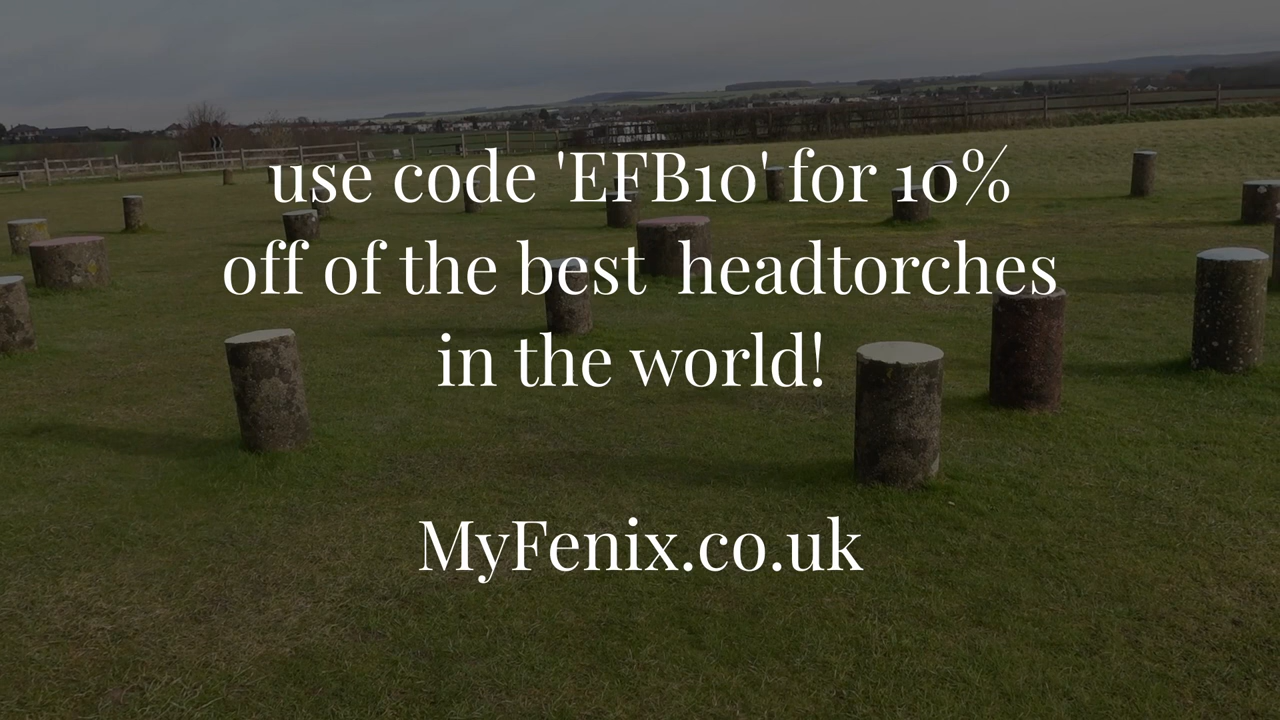 use code 'EFB10' for 10%
off of the best headtorches
in the world!
MyFenix.co.uk